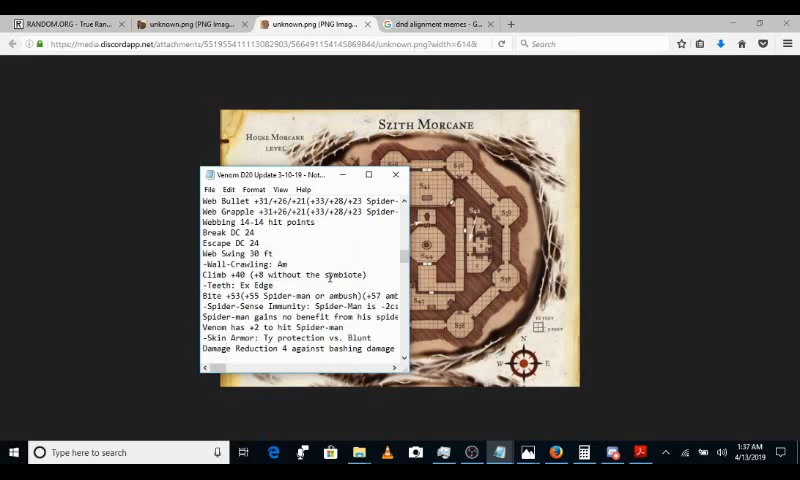 RANDOM.ORG - True Ran
unknown.png (PNG Imag
unknown.png (PNG Imag
dnd alignment memes - G
https://media.discordapp.net/attachments/551955411113082903/566491154145869844/unknown.png?width=614&
Search
SZITH MORCANE
HOUSE MORCANE
LEVEL
Venom D20 Update 3-10-19 - Not...
File Edit Format View Help
Web Bullet +31/+26/+21(+33/+28/+23 Spider-
Web Grapple +31+26/+21(+33/+28/+23 Spider-
Webbing 14-14 hit points
Break DC 24
Escape DC 24
Web Swing 30 ft
-Wall-Crawling: Am
Climb +40 (+8 without the symbiote)
-Teeth: Ex Edge
Bite +53(+55 Spider-man or ambush)(+57 amb
-Spider-Sense Immunity: Spider-Man is -2cs
Spider-man gains no benefit from his spide
Venom has +2 to hit Spider-man
-Skin Armor: Ty protection vs. Blunt
Damage Reduction 4 against bashing damage
N
W E
S
Type here to search
1:37 AM
4/13/2019